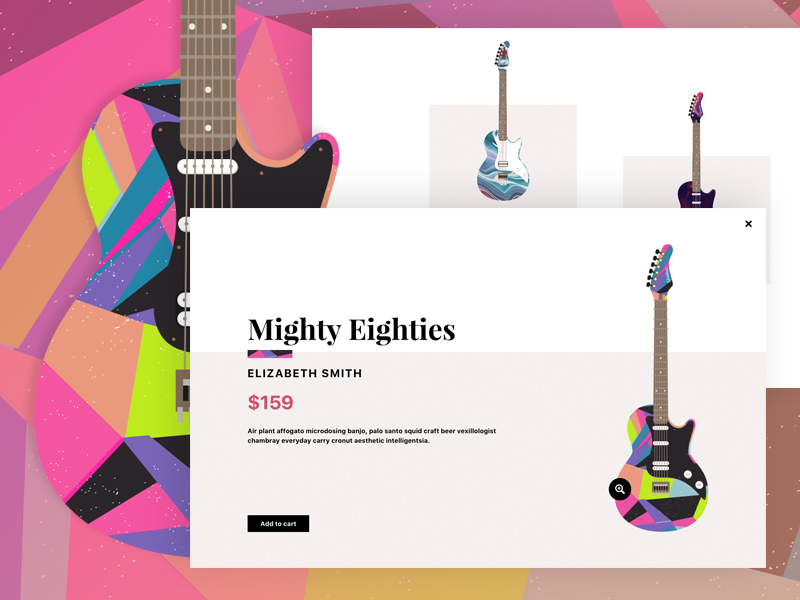 Mighty Eighties
ELIZABETH SMITH
$159
Air plant affogato microdosing banjo, palo santo squid craft beer vexillologist
chambray everyday carry cronut aesthetic intelligentsia.
Add to cart